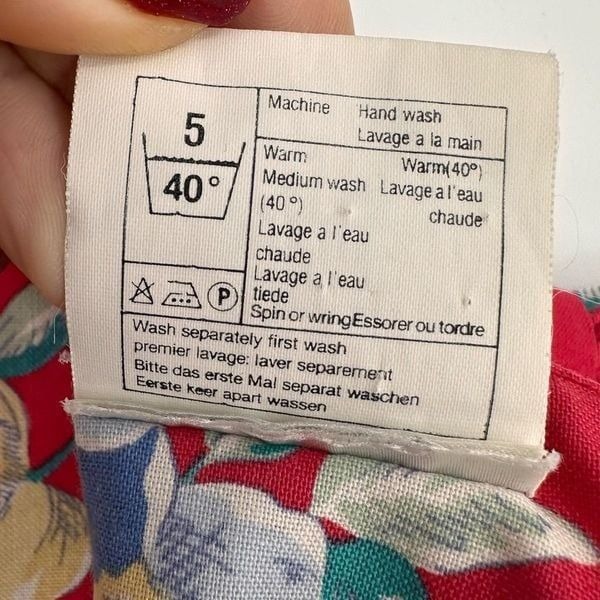 5
40°
Machine Hand wash
Lavage a la main
Warm Warm(40°)
Medium wash Lavage a l'eau
(40°) chaude
Lavage a l'eau
chaude
Lavage a l'eau
tiede
Spin or wring Essorer ou tordre
P
Wash separately first wash
premier lavage: laver separement
Bitte das erste Mal separat waschen
Eerste keer apart wassen